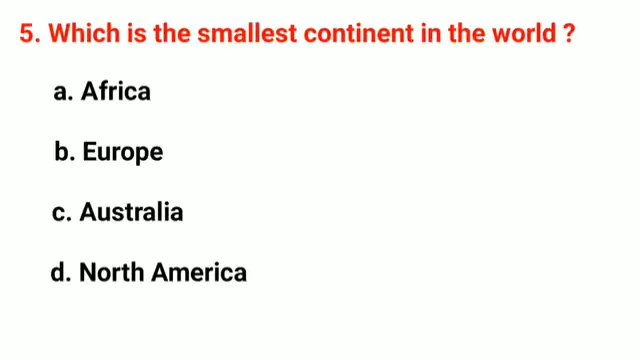 5. Which is the smallest continent in the world ?
a. Africa
b. Europe
c. Australia
d. North America